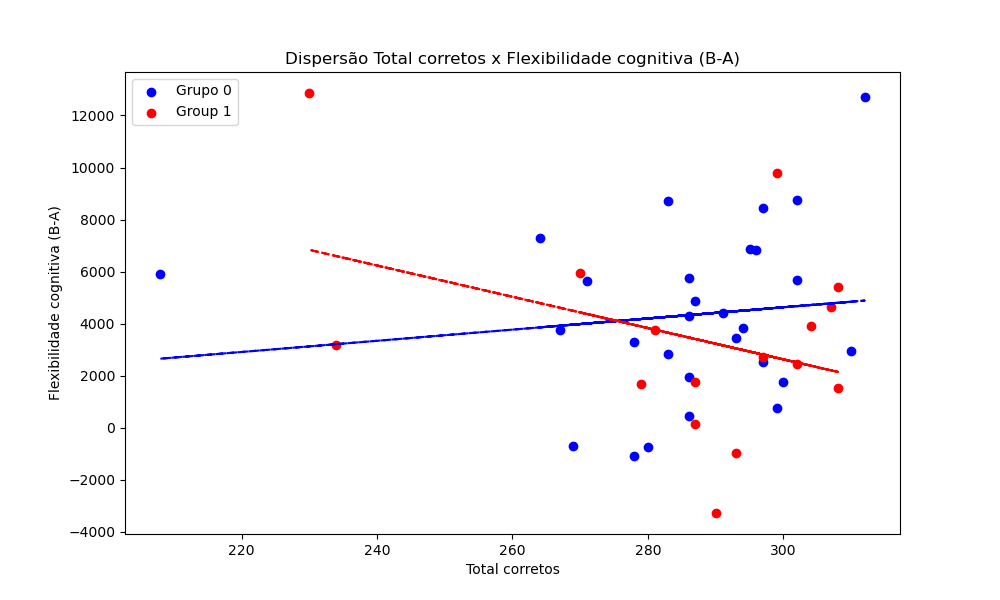 Dispersão Total corretos x Flexibilidade cognitiva (B-A)
Grupo 0
Group 1
Flexibilidade cognitiva (B-A)
12000
10000
8000
6000
4000
2000
0
−2000
−4000
220 240 260 280 300
Total corretos